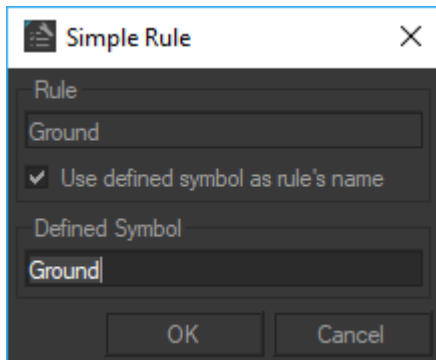 Simple Rule
Rule
Ground
Use defined symbol as rule's name
Defined Symbol
Ground
OK Cancel